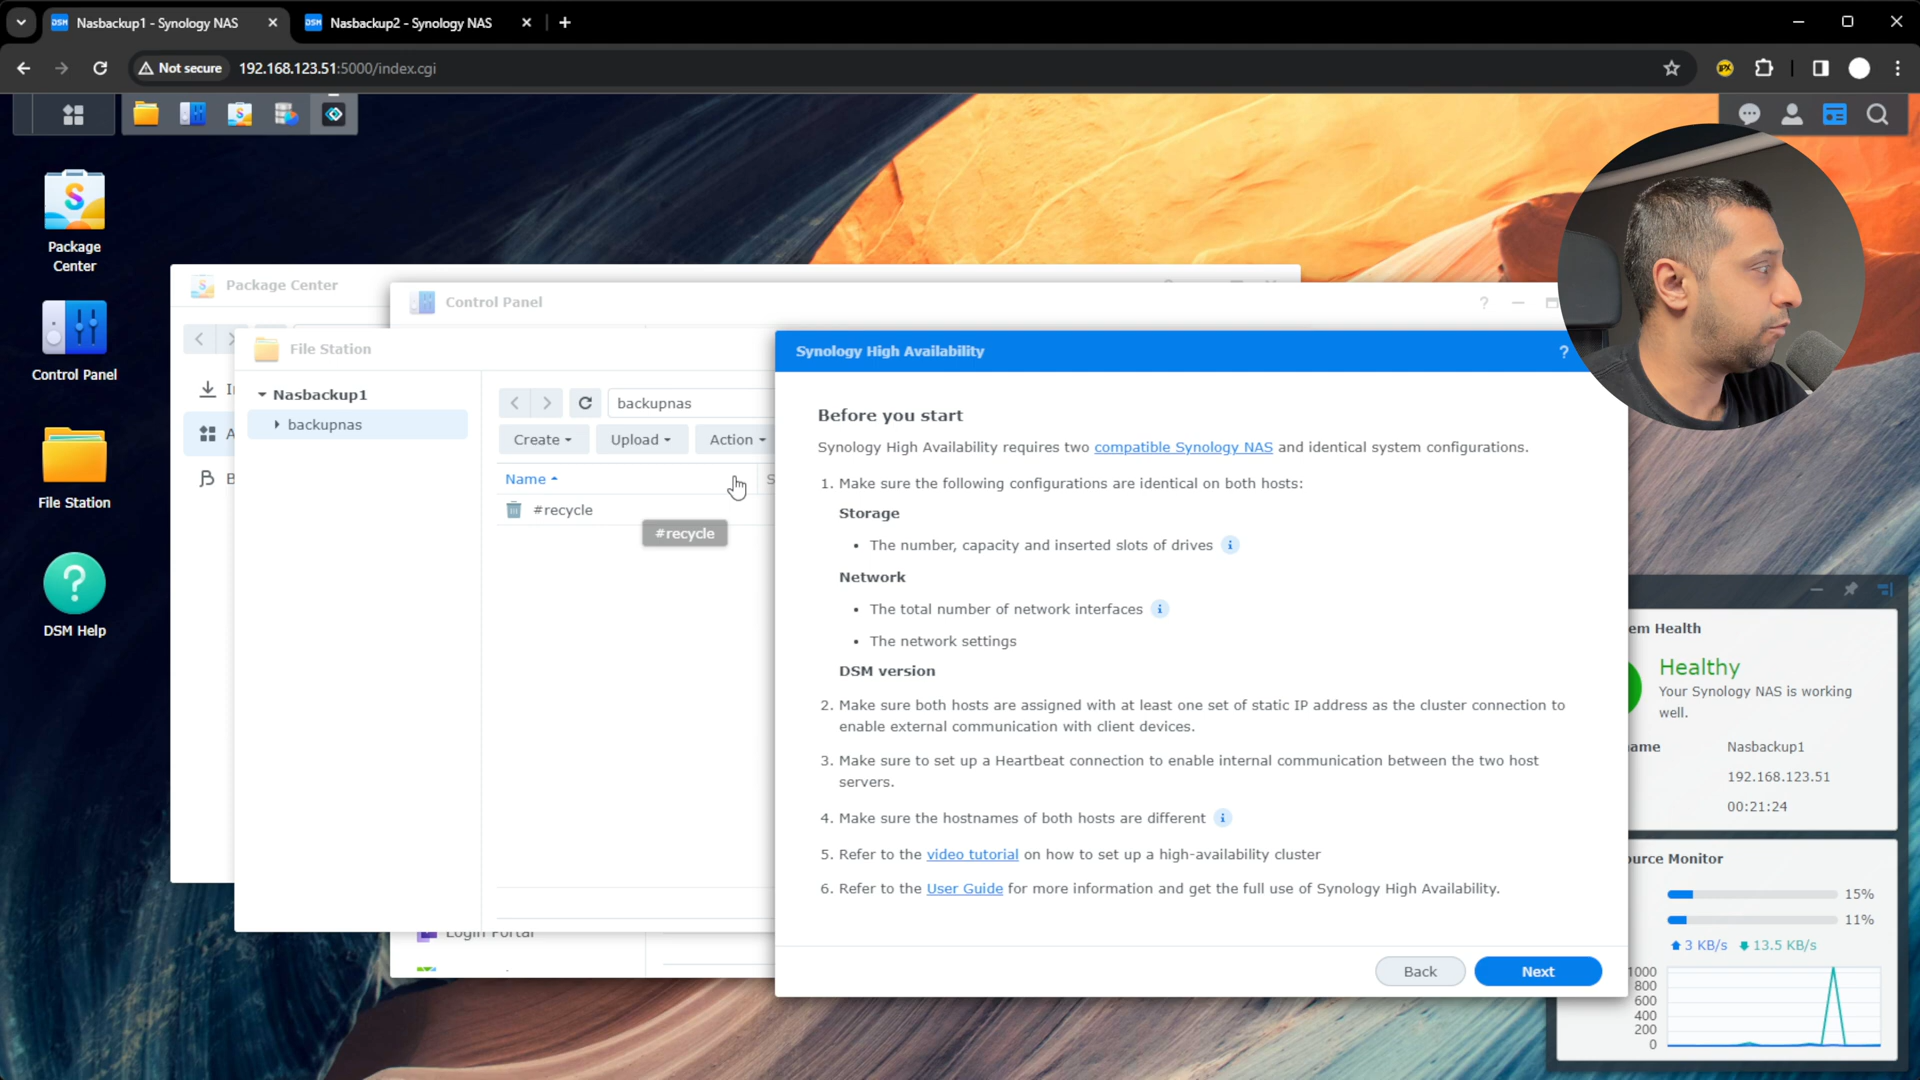 Nasbackup1 - Synology NAS
Nasbackup2 - Synology NAS
Not secure
192.168.123.51:5000/index.cgi
Package
Center
Control Panel
File Station
DSM Help
Package Center
Control Panel
File Station
Nasbackup1
backupnas
backupnas
Create
Upload
Action
Name
#recycle
#recycle
Login Portal
Synology High Availability
Before you start
Synology High Availability requires two compatible Synology NAS and identical system configurations.
1. Make sure the following configurations are identical on both hosts:
Storage
• The number, capacity and inserted slots of drives
Network
• The total number of network interfaces
• The network settings
DSM version
2. Make sure both hosts are assigned with at least one set of static IP address as the cluster connection to
enable external communication with client devices.
3. Make sure to set up a Heartbeat connection to enable internal communication between the two host
servers.
4. Make sure the hostnames of both hosts are different
5. Refer to the video tutorial on how to set up a high-availability cluster
6. Refer to the User Guide for more information and get the full use of Synology High Availability.
Back
Next
em Health
Healthy
Your Synology NAS is working
well.
ame
Nasbackup1
192.168.123.51
00:21:24
urce Monitor
15%
11%
3 KB/s
13.5 KB/s
1000
800
600
400
200
0